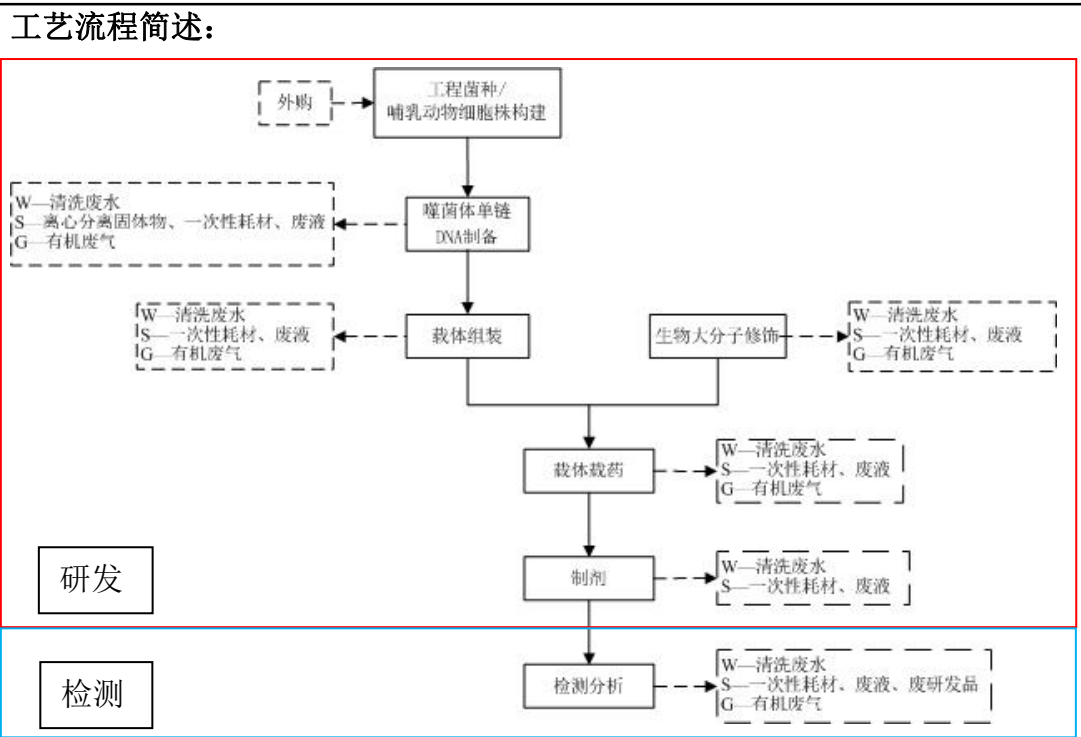 工艺流程简述：
外购
工程菌种/
哺乳动物细胞株构建
W—清洗废水
S—离心分离固体物、一次性耗材、废液
G—有机废气
噬菌体单链
DNA制备
W—清洗废水
S—一次性耗材、废液
G—有机废气
载体组装
生物大分子修饰
W—清洗废水
S—一次性耗材、废液
G—有机废气
载体载药
W—清洗废水
S—一次性耗材、废液
G—有机废气
研发
制剂
W—清洗废水
S—一次性耗材、废液
检测
检测分析
W—清洗废水
S—一次性耗材、废液、废研发品
G—有机废气